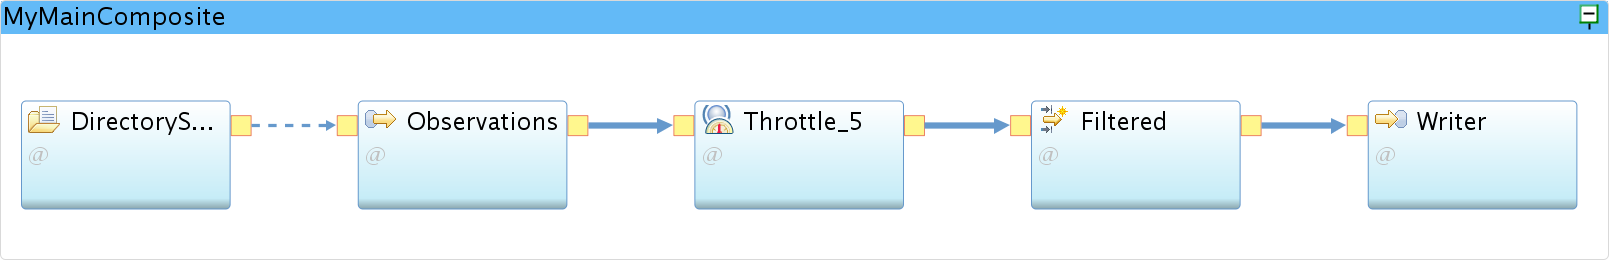 MyMainComposite
DirectoryS...
@
Observations
@
Throttle_5
@
Filtered
@
Writer
@